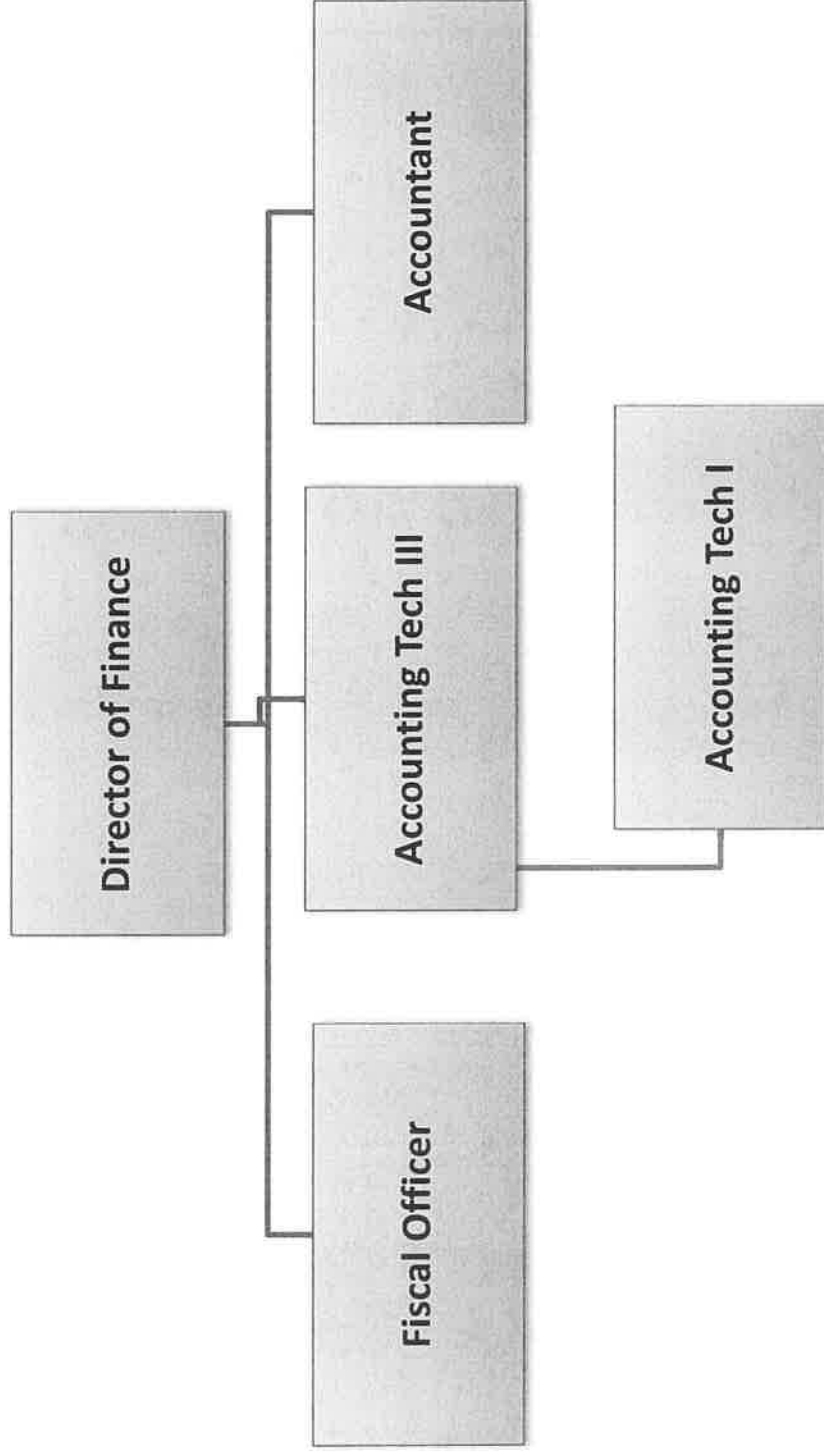 Director of Finance
Fiscal Officer
Accounting Tech III
Accountant
Accounting Tech I